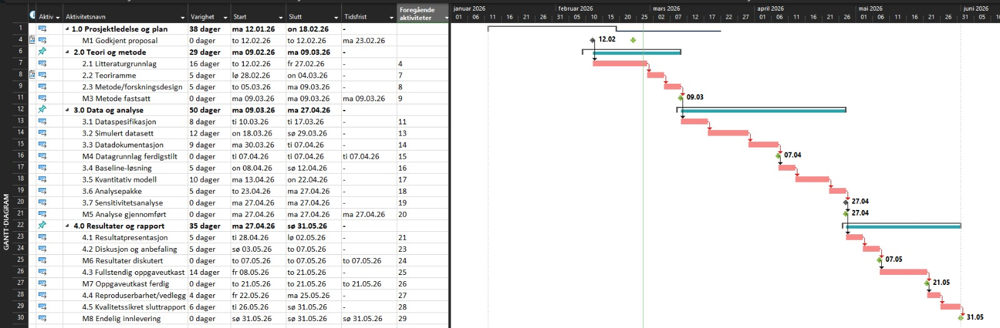 januar 2026 februar 2026 mars 2026 april 2026 mai 2026 juni 2026
01 06 11 16 21 26 31 05 10 15 20 25 02 07 12 17 22 27 01 06 11 16 21 26 01 06 11 16 21 26 31 05
Aktiv Aktivitetsnavn Varighet Start Slutt Tidsfrist Foregående aktiviteter
1 1.0 Prosjektledelse og plan 38 dager ma 12.01.26 on 18.02.26 -
4 M1 Godkjent proposal 0 dager to 12.02.26 to 12.02.26 ma 23.02.26 12.02
6 2.0 Teori og metode 29 dager ma 09.02.26 ma 09.03.26 -
7 2.1 Litteraturgrunnlag 16 dager to 12.02.26 fr 27.02.26 - 4
8 2.2 Teoriramme 5 dager lø 28.02.26 on 04.03.26 - 7
9 2.3 Metode/forskningsdesign 5 dager to 05.03.26 ma 09.03.26 - 8
11 M3 Metode fastsatt 0 dager ma 09.03.26 ma 09.03.26 ma 09.03.26 9 09.03
12 3.0 Data og analyse 50 dager ma 09.03.26 ma 27.04.26 -
13 3.1 Dataspesifikasjon 8 dager ti 10.03.26 ti 17.03.26 - 11
14 3.2 Simulert datasett 12 dager on 18.03.26 sø 29.03.26 - 13
15 3.3 Datadokumentasjon 9 dager ma 30.03.26 ti 07.04.26 - 14
16 M4 Datagrunnlag ferdigstilt 0 dager ti 07.04.26 ti 07.04.26 ti 07.04.26 15 07.04
17 3.4 Baseline-løsning 5 dager on 08.04.26 sø 12.04.26 - 16
18 3.5 Kvantitativ modell 10 dager ma 13.04.26 on 22.04.26 - 17
19 3.6 Analysepakke 5 dager to 23.04.26 ma 27.04.26 - 18
20 3.7 Sensitivitetsanalyse 0 dager ma 27.04.26 ma 27.04.26 - 19 27.04
21 M5 Analyse gjennomført 0 dager ma 27.04.26 ma 27.04.26 ma 27.04.26 20 27.04
22 4.0 Resultater og rapport 35 dager ma 27.04.26 sø 31.05.26 -
23 4.1 Resultatpresentasjon 5 dager ti 28.04.26 lø 02.05.26 - 21
24 4.2 Diskusjon og anbefaling 5 dager sø 03.05.26 to 07.05.26 - 23
25 M6 Resultater diskutert 0 dager to 07.05.26 to 07.05.26 to 07.05.26 24 07.05
26 4.3 Fullstendig oppgaveutkast 14 dager fr 08.05.26 to 21.05.26 - 25
27 M7 Oppgaveutkast ferdig 0 dager to 21.05.26 to 21.05.26 to 21.05.26 26 21.05
28 4.4 Reproduserbarhet/vedlegg 4 dager fr 22.05.26 ma 25.05.26 - 27
29 4.5 Kvalitetssikret sluttrapport 6 dager ti 26.05.26 sø 31.05.26 - 28
30 M8 Endelig innlevering 0 dager sø 31.05.26 sø 31.05.26 sø 31.05.26 29 31.05
GANTT-DIAGRAM